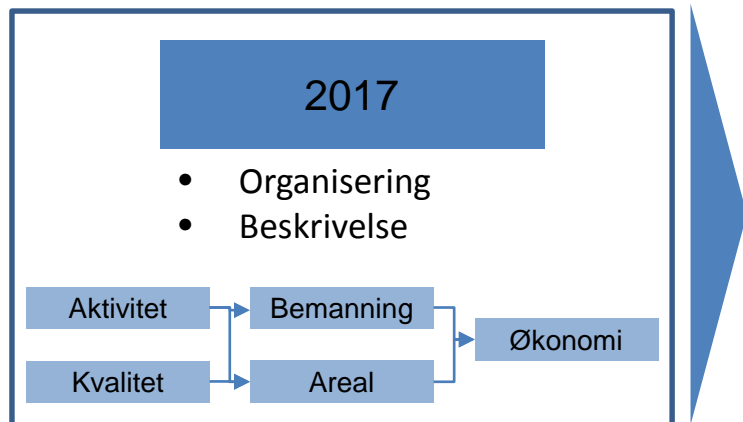 2017
• Organisering
• Beskrivelse
Aktivitet
Bemanning
Økonomi
Kvalitet
Areal